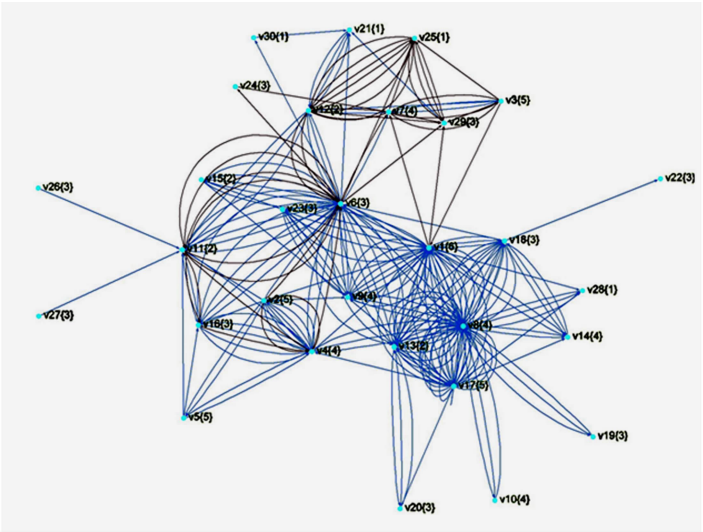 v30{1}
v21{1}
v25{1}
v24{3}
v12{2}
v7{4}
v3{5}
v29{3}
v15{2}
v26{3}
v22{3}
v23{3}
v6{3}
v11{2}
v1{6}
v18{3}
v2{5}
v9{4}
v28{1}
v27{3}
v16{3}
v8{4}
v14{4}
v4{4}
v13{2}
v17{5}
v5{5}
v19{3}
v20{3}
v10{4}